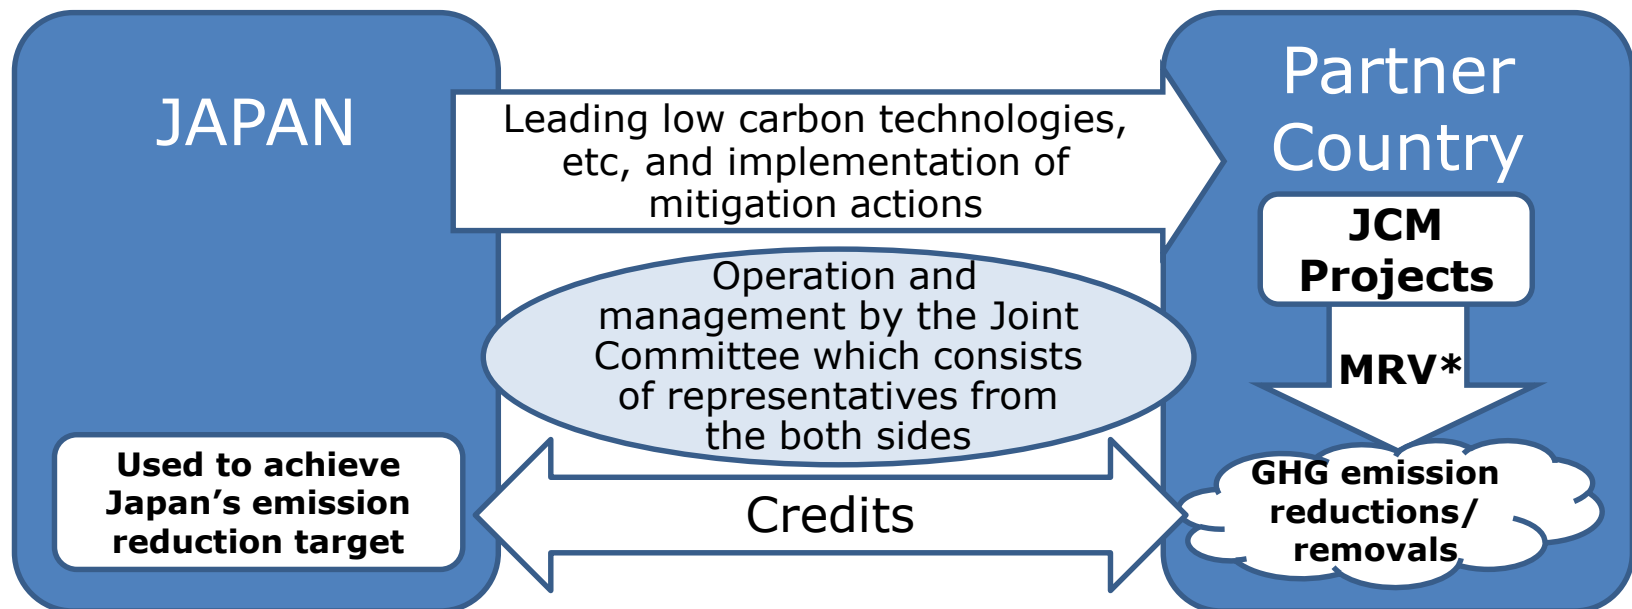 JAPAN
Leading low carbon technologies,
etc, and implementation of
mitigation actions
Partner
Country
JCM
Projects
Operation and
management by the Joint
Committee which consists
of representatives from
the both sides
MRV*
Used to achieve
Japan’s emission
reduction target
Credits
GHG emission
reductions/
removals